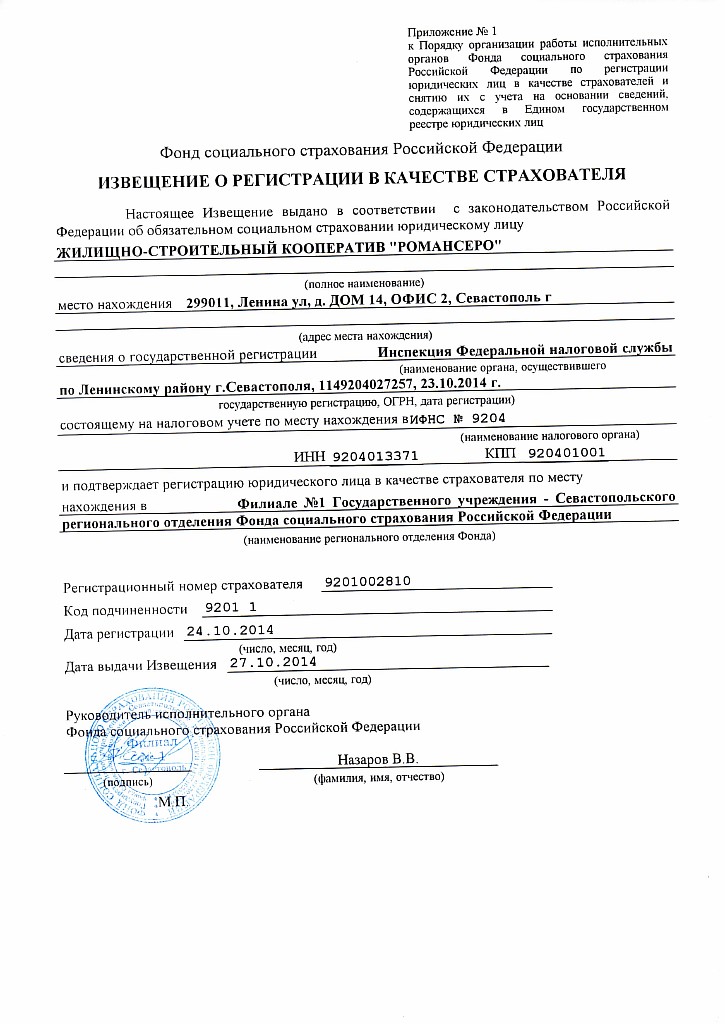 Приложение № 1
к Порядку организации работы исполнительных
органов Фонда социального страхования
Российской Федерации по регистрации
юридических лиц в качестве страхователей и
снятию их с учета на основании сведений,
содержащихся в Едином государственном
реестре юридических лиц
Фонд социального страхования Российской Федерации
ИЗВЕЩЕНИЕ О РЕГИСТРАЦИИ В КАЧЕСТВЕ СТРАХОВАТЕЛЯ
Настоящее Извещение выдано в соответствии с законодательством Российской
Федерации об обязательном социальном страховании юридическому лицу
ЖИЛИЩНО-СТРОИТЕЛЬНЫЙ КООПЕРАТИВ "РОМАНСЕРО"
(полное наименование)
место нахождения 299011, Ленина ул, д. ДОМ 14, ОФИС 2, Севастополь г
(адрес места нахождения)
сведения о государственной регистрации Инспекция Федеральной налоговой службы
(наименование органа, осуществившего
по Ленинскому району г.Севастополя, 1149204027257, 23.10.2014 г.
государственную регистрацию, ОГРН, дата регистрации)
состоящему на налоговом учете по месту нахождения в ИФНС № 9204
(наименование налогового органа)
ИНН 9204013371 КПП 920401001
и подтверждает регистрацию юридического лица в качестве страхователя по месту
нахождения в Филиале №1 Государственного учреждения - Севастопольского
регионального отделения Фонда социального страхования Российской Федерации
(наименование регионального отделения Фонда)
Регистрационный номер страхователя 9201002810
Код подчиненности 9201 1
Дата регистрации 24.10.2014
(число, месяц, год)
Дата выдачи Извещения 27.10.2014
(число, месяц, год)
Руководитель исполнительного органа
Фонда социального страхования Российской Федерации
Филиал
Назаров В.В.
(подпись) (фамилия, имя, отчество)
М.П.